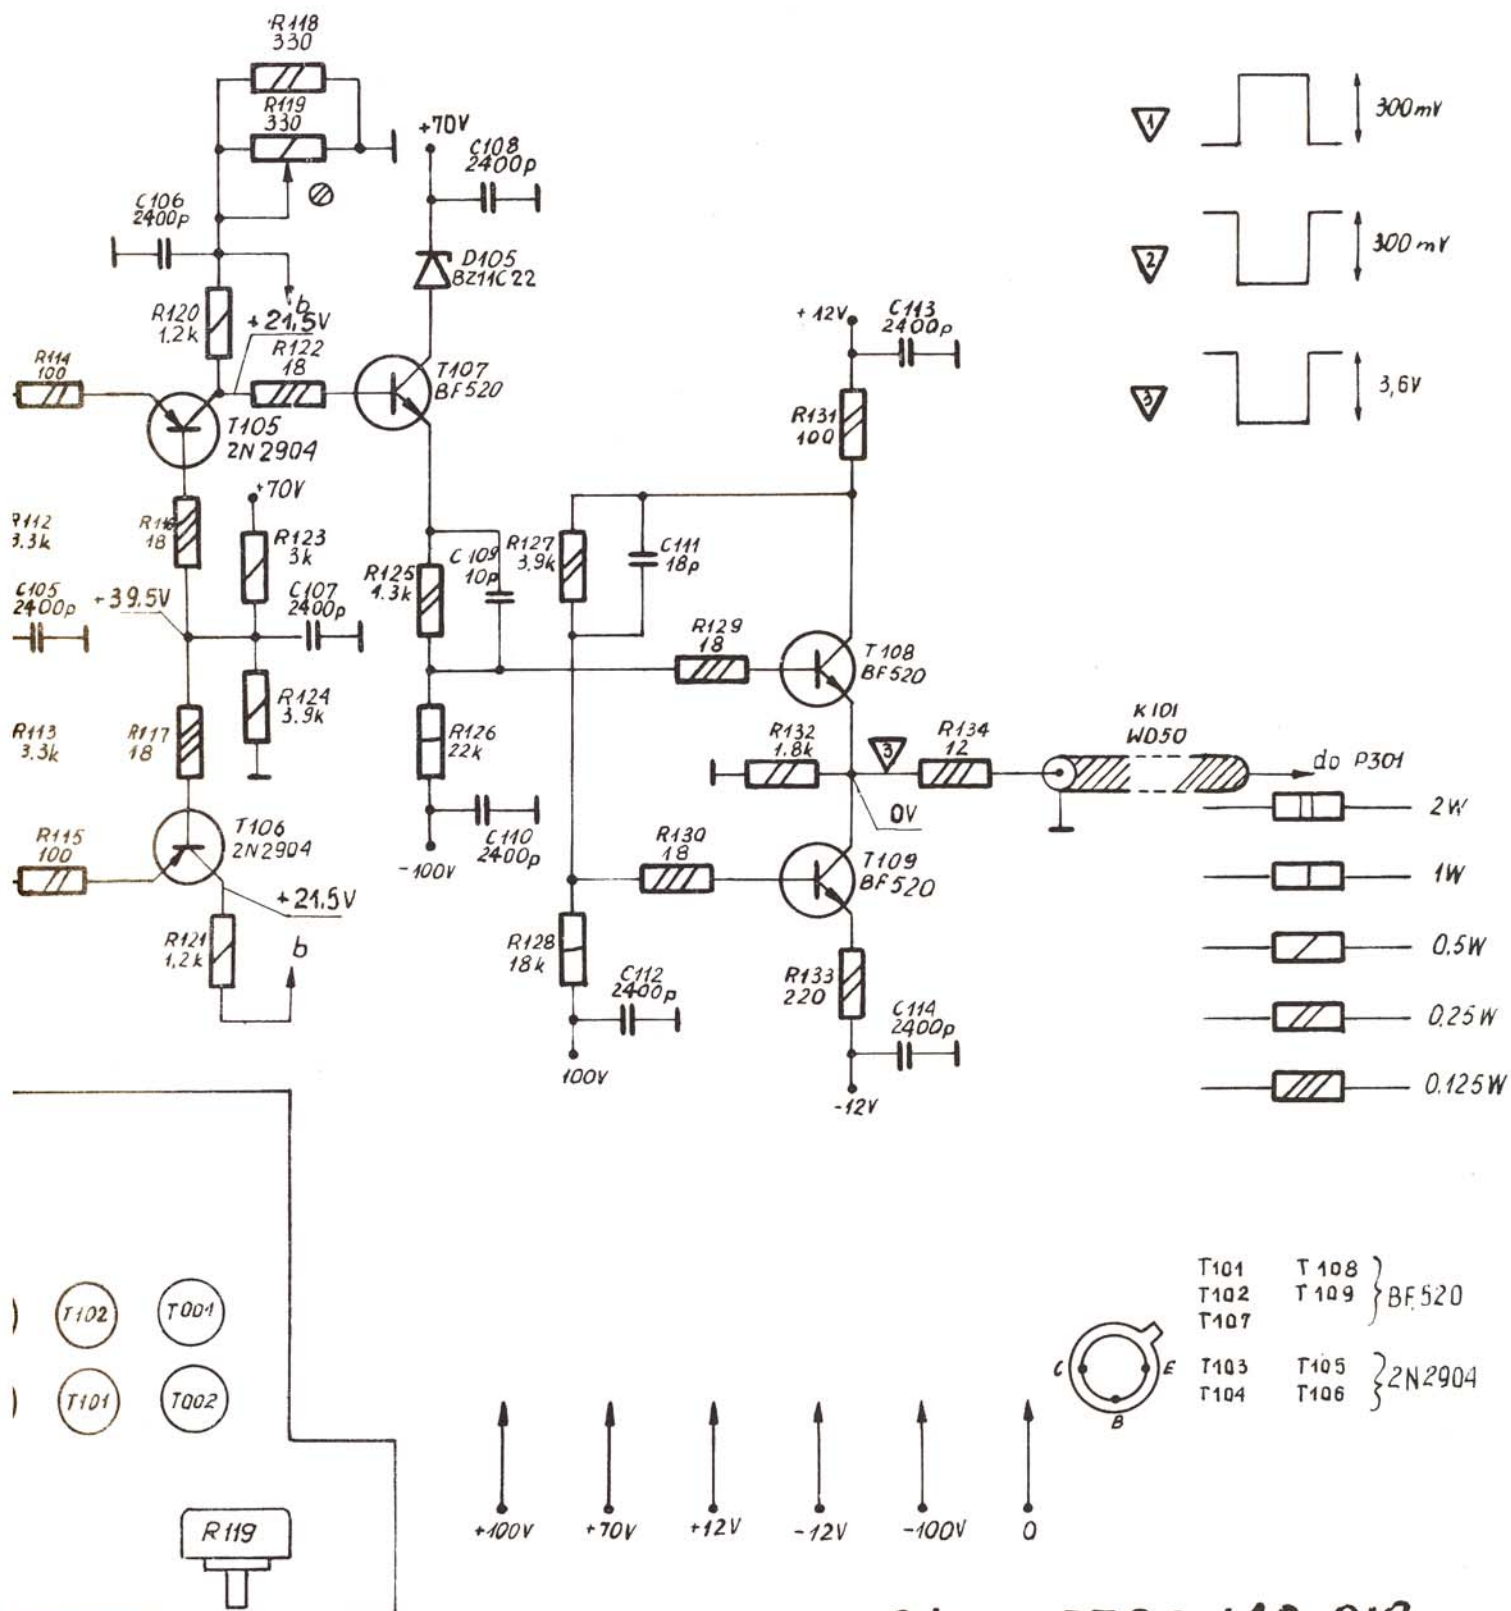 R118
330
R119
330
+70V
C108
2400p
C106
2400p
D105
BZ11C22
b
R120
1,2k
+21,5V
R122
18
T107
BF520
R114
100
T105
2N2904
+70V
R112
3.3k
R116
18
R123
3k
C105
2400p
+39.5V
C107
2400p
R125
4.3k
C109
10p
R127
3,9k
C111
18p
R124
3.9k
R113
3.3k
R117
18
R126
22k
R115
100
T106
2N2904
+21.5V
R121
1,2k
b
-100V
C110
2400p
+12V
C113
2400p
R131
100
R129
18
T108
BF520
R132
1.8k
3
R134
12
K101
WD50
do P301
0V
R130
18
T109
BF520
R128
18k
C112
2400p
100V
R133
220
C114
2400p
-12V
1
300mV
2
300mV
3
3,6V
2W
1W
0.5W
0.25W
0.125W
T102
T001
T101
T002
R119
+100V
+70V
+12V
-12V
-100V
0
C
E
B
T101 T108
T102 T109
T107
BF520
T103 T105
T104 T106
2N2904